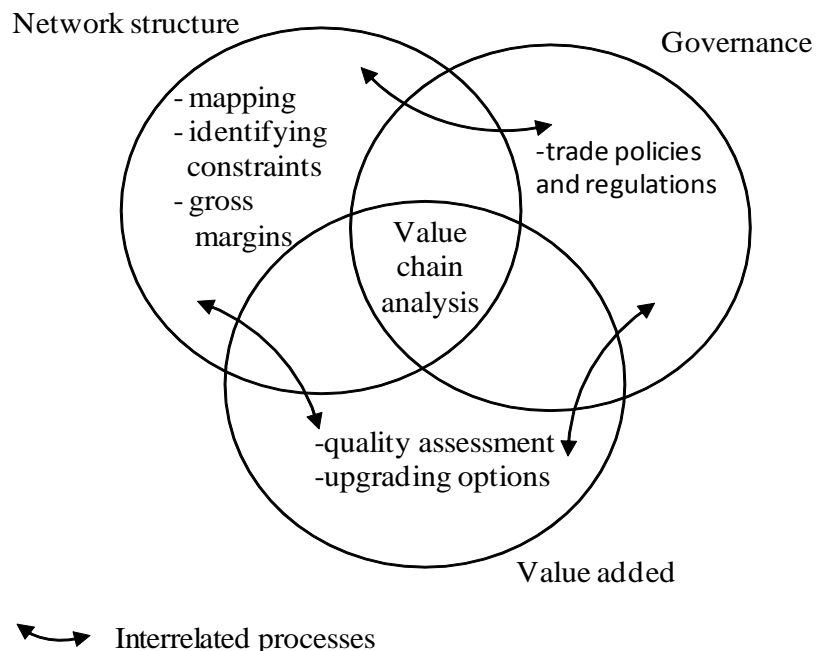 Network structure
Governance
- mapping
- identifying
constraints
- gross
margins
-trade policies
and regulations
Value
chain
analysis
-quality assessment
-upgrading options
Value added
Interrelated processes